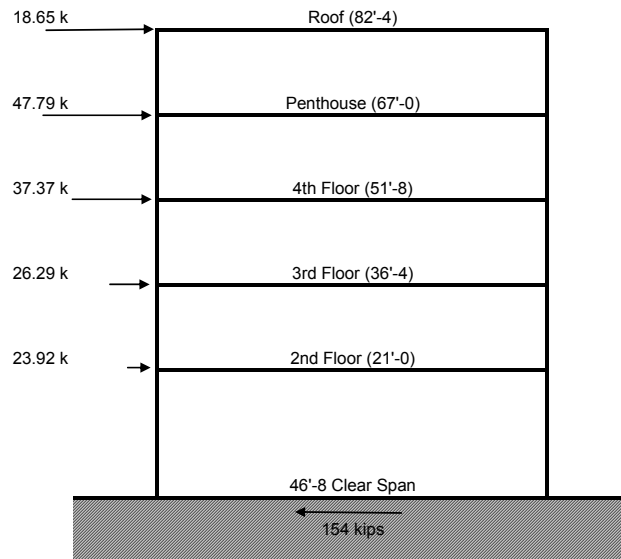 18.65 k
Roof (82'-4)
47.79 k
Penthouse (67'-0)
37.37 k
4th Floor (51'-8)
26.29 k
3rd Floor (36'-4)
23.92 k
2nd Floor (21'-0)
46'-8 Clear Span
154 kips